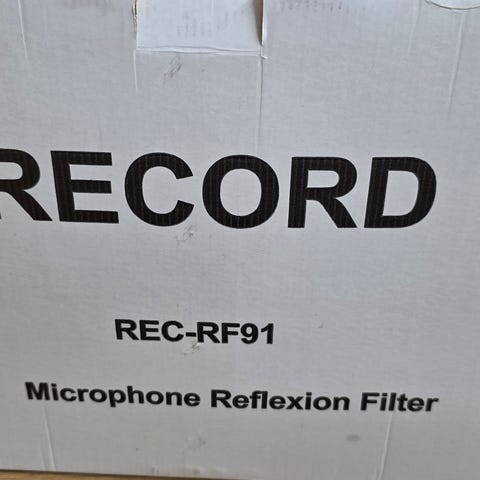 RECORD
REC-RF91
Microphone Reflexion Filter